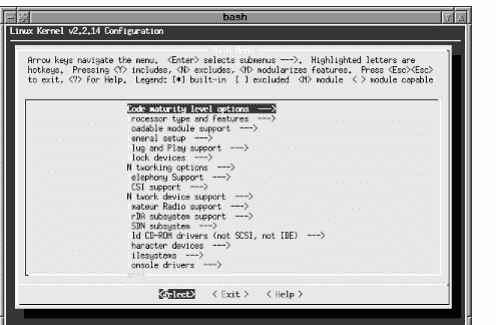 bash
Linux Kernel v2.2.14 Configuration
Main Menu
Arrow keys navigate the menu. <Enter> selects submenus --->. Highlighted letters are
hotkeys. Pressing <Y> includes, <N> excludes, <M> modularizes features. Press <Esc><Esc>
to exit, <?> for Help. Legend: [*] built-in [ ] excluded <M> module < > module capable
Code maturity level options --->
rocessor type and features --->
oadable module support --->
eneral setup --->
lug and Play support --->
lock devices --->
N tworking options --->
elephony Support --->
CSI support --->
N twork device support --->
mateur Radio support --->
rDA subsystem support --->
SDN subsystem --->
ld CD-ROM drivers (not SCSI, not IDE) --->
haracter devices --->
ilesystems --->
onsole drivers --->
<Select> < Exit > < Help >